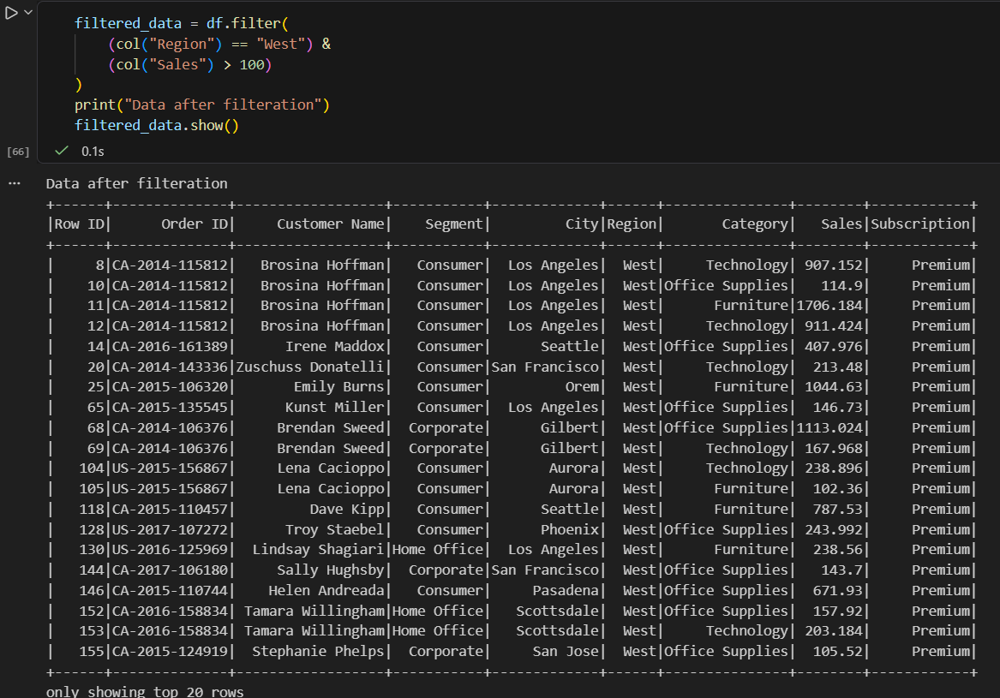 filtered_data = df.filter(
    (col("Region") == "West") &
    (col("Sales") > 100)
)
print("Data after filteration")
filtered_data.show()
[66] ✓ 0.1s
... Data after filteration
+------+--------------+------------------+-----------+-------------+------+---------------+--------+------------+
|Row ID|      Order ID|     Customer Name|    Segment|         City|Region|       Category|   Sales|Subscription|
+------+--------------+------------------+-----------+-------------+------+---------------+--------+------------+
|     8|CA-2014-115812|   Brosina Hoffman|   Consumer|  Los Angeles|  West|     Technology| 907.152|     Premium|
|    10|CA-2014-115812|   Brosina Hoffman|   Consumer|  Los Angeles|  West|Office Supplies|   114.9|     Premium|
|    11|CA-2014-115812|   Brosina Hoffman|   Consumer|  Los Angeles|  West|      Furniture|1706.184|     Premium|
|    12|CA-2014-115812|   Brosina Hoffman|   Consumer|  Los Angeles|  West|     Technology| 911.424|     Premium|
|    14|CA-2016-161389|      Irene Maddox|   Consumer|      Seattle|  West|Office Supplies| 407.976|     Premium|
|    20|CA-2014-143336|Zuschuss Donatelli|   Consumer|San Francisco|  West|     Technology|  213.48|     Premium|
|    25|CA-2015-106320|       Emily Burns|   Consumer|         Orem|  West|      Furniture| 1044.63|     Premium|
|    65|CA-2015-135545|      Kunst Miller|   Consumer|  Los Angeles|  West|Office Supplies|  146.73|     Premium|
|    68|CA-2014-106376|     Brendan Sweed|  Corporate|      Gilbert|  West|Office Supplies|1113.024|     Premium|
|    69|CA-2014-106376|     Brendan Sweed|  Corporate|      Gilbert|  West|     Technology| 167.968|     Premium|
|   104|US-2015-156867|     Lena Cacioppo|   Consumer|       Aurora|  West|     Technology| 238.896|     Premium|
|   105|US-2015-156867|     Lena Cacioppo|   Consumer|       Aurora|  West|      Furniture|  102.36|     Premium|
|   118|CA-2015-110457|         Dave Kipp|   Consumer|      Seattle|  West|      Furniture|  787.53|     Premium|
|   128|US-2017-107272|      Troy Staebel|   Consumer|      Phoenix|  West|Office Supplies| 243.992|     Premium|
|   130|US-2016-125969|  Lindsay Shagiari|Home Office|  Los Angeles|  West|      Furniture|  238.56|     Premium|
|   144|CA-2017-106180|     Sally Hughsby|  Corporate|San Francisco|  West|Office Supplies|   143.7|     Premium|
|   146|CA-2015-110744|    Helen Andreada|   Consumer|     Pasadena|  West|Office Supplies|  671.93|     Premium|
|   152|CA-2016-158834| Tamara Willingham|Home Office|   Scottsdale|  West|Office Supplies|  157.92|     Premium|
|   153|CA-2016-158834| Tamara Willingham|Home Office|   Scottsdale|  West|     Technology| 203.184|     Premium|
|   155|CA-2015-124919|  Stephanie Phelps|  Corporate|     San Jose|  West|Office Supplies|  105.52|     Premium|
+------+--------------+------------------+-----------+-------------+------+---------------+--------+------------+
only showing top 20 rows